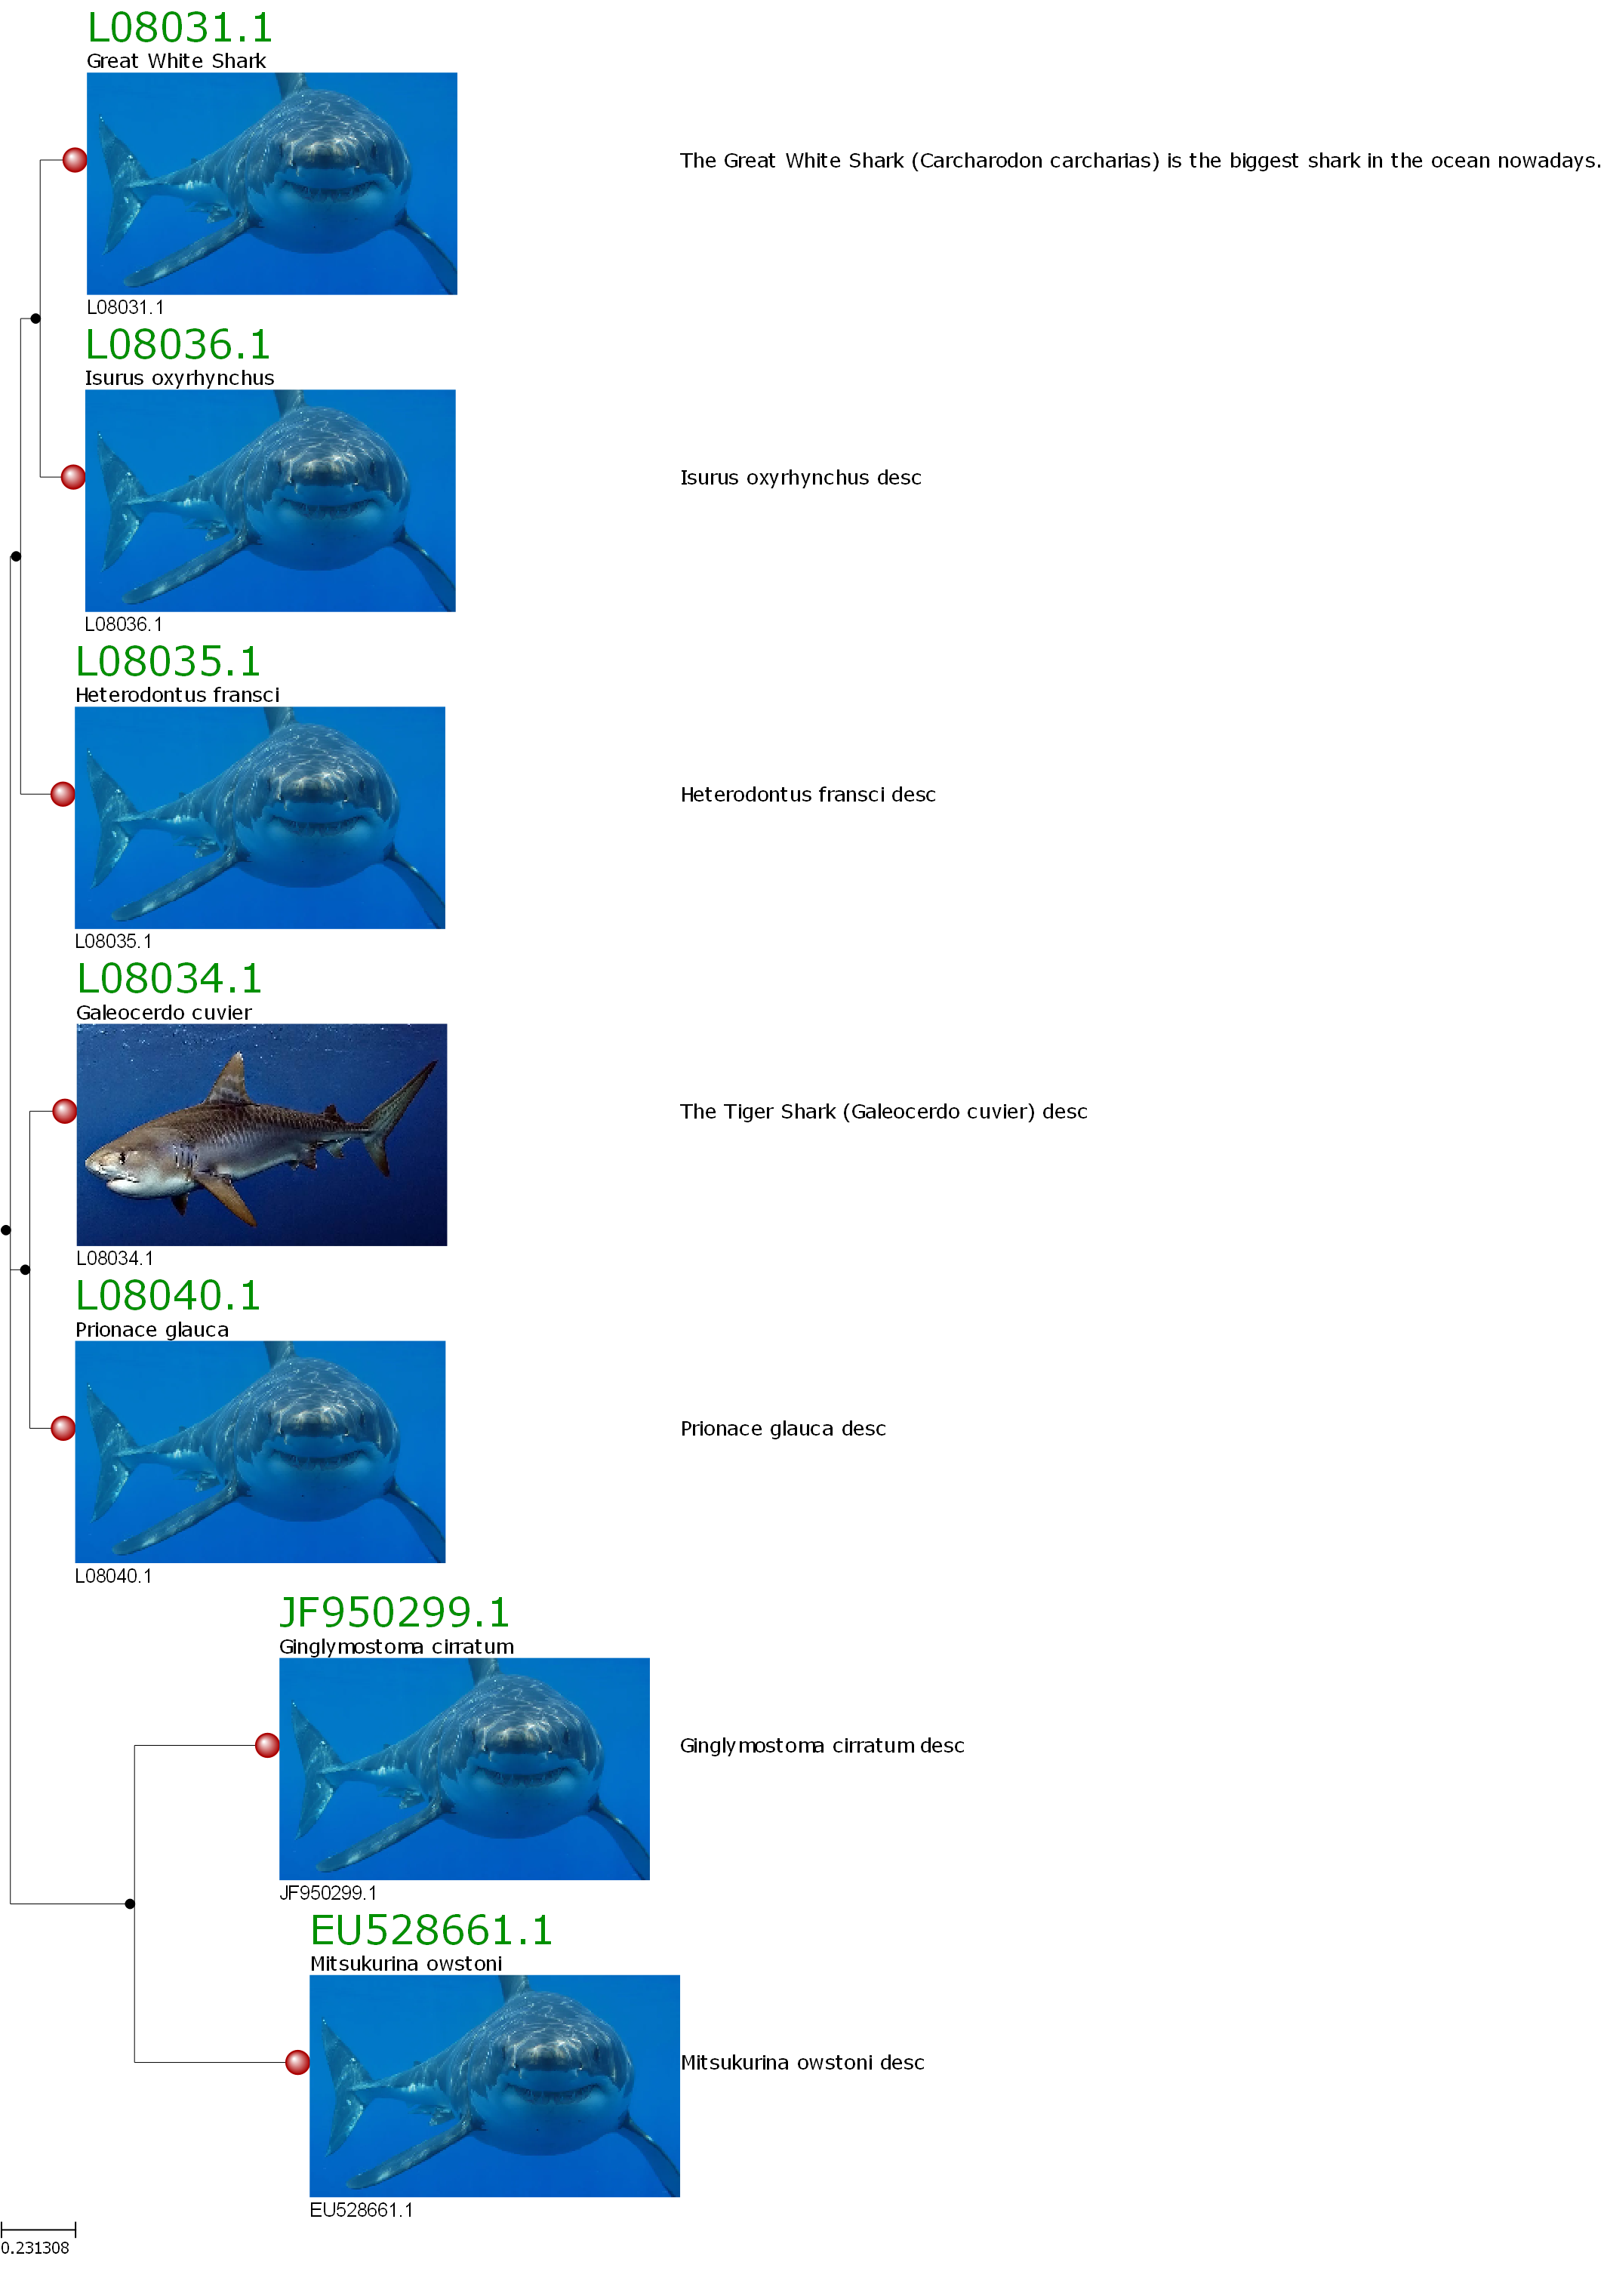 L08031.1
Great White Shark
The Great White Shark (Carcharodon carcharias) is the biggest shark in the ocean nowadays.
L08031.1
L08036.1
Isurus oxyrhynchus
Isurus oxyrhynchus desc
L08036.1
L08035.1
Heterodontus fransci
Heterodontus fransci desc
L08035.1
L08034.1
Galeocerdo cuvier
The Tiger Shark (Galeocerdo cuvier) desc
L08034.1
L08040.1
Prionace glauca
Prionace glauca desc
L08040.1
JF950299.1
Ginglymostoma cirratum
Ginglymostoma cirratum desc
JF950299.1
EU528661.1
Mitsukurina owstoni
Mitsukurina owstoni desc
EU528661.1
0.231308